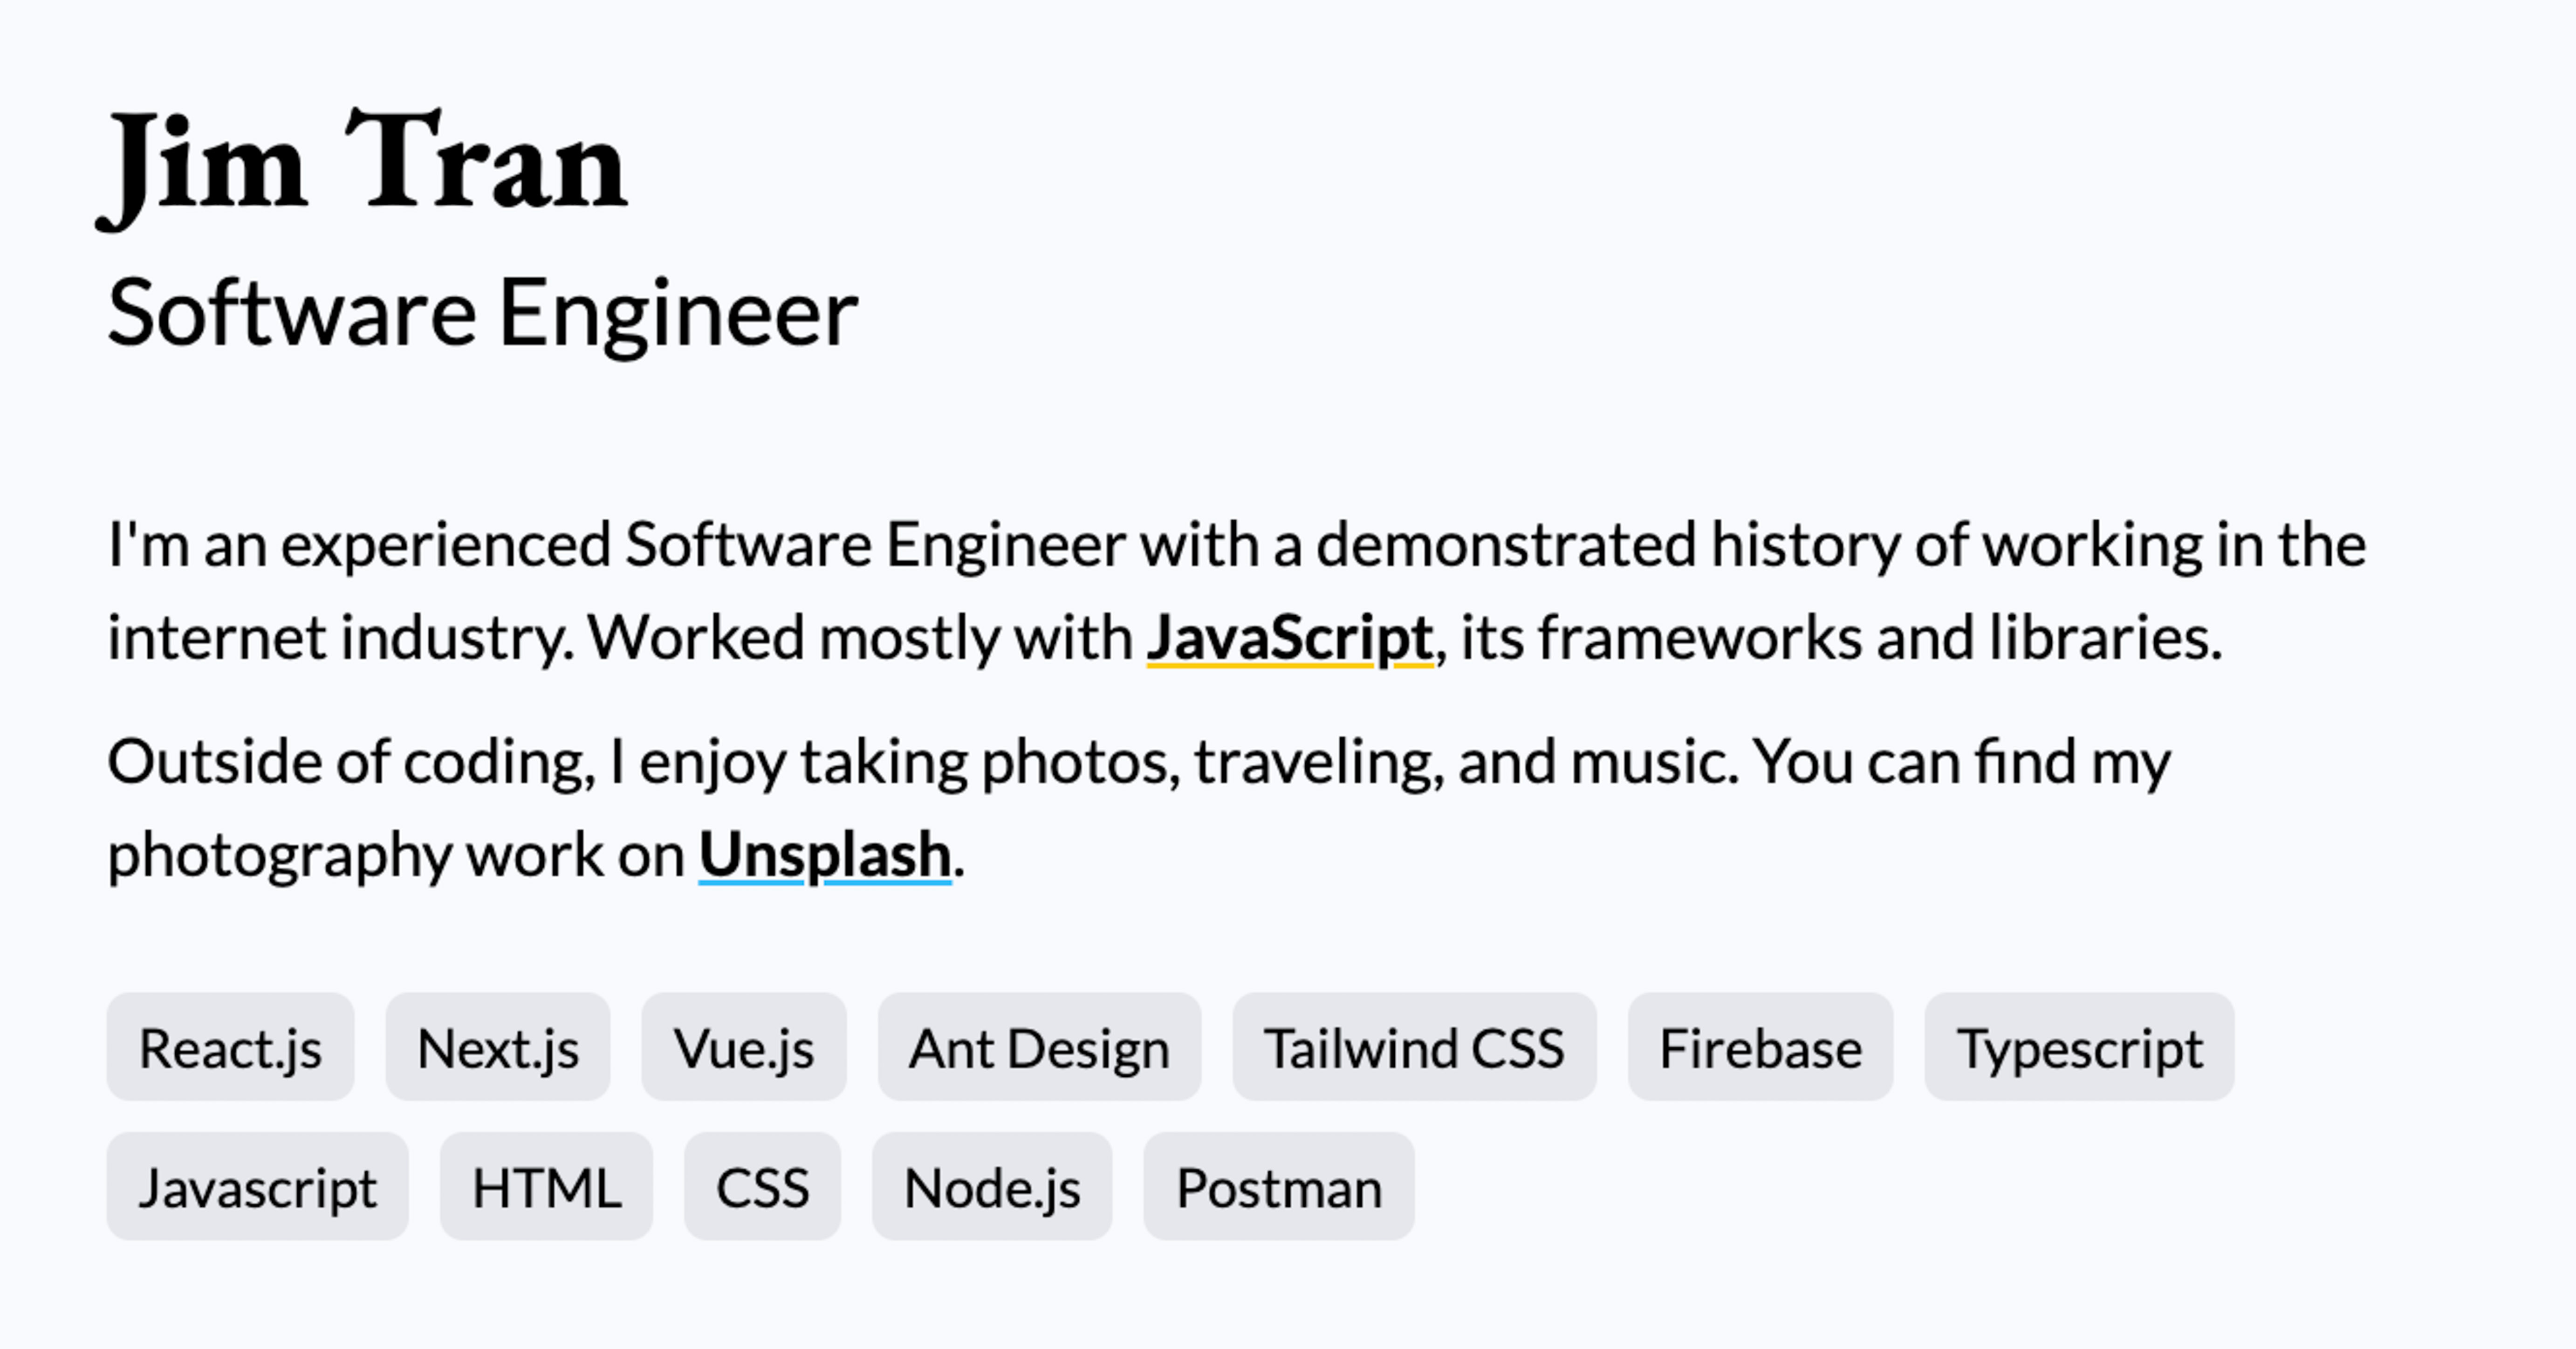 Jim Tran
Software Engineer
I'm an experienced Software Engineer with a demonstrated history of working in the
internet industry. Worked mostly with JavaScript, its frameworks and libraries.
Outside of coding, I enjoy taking photos, traveling, and music. You can find my
photography work on Unsplash.
React.js Next.js Vue.js Ant Design Tailwind CSS Firebase Typescript
Javascript HTML CSS Node.js Postman